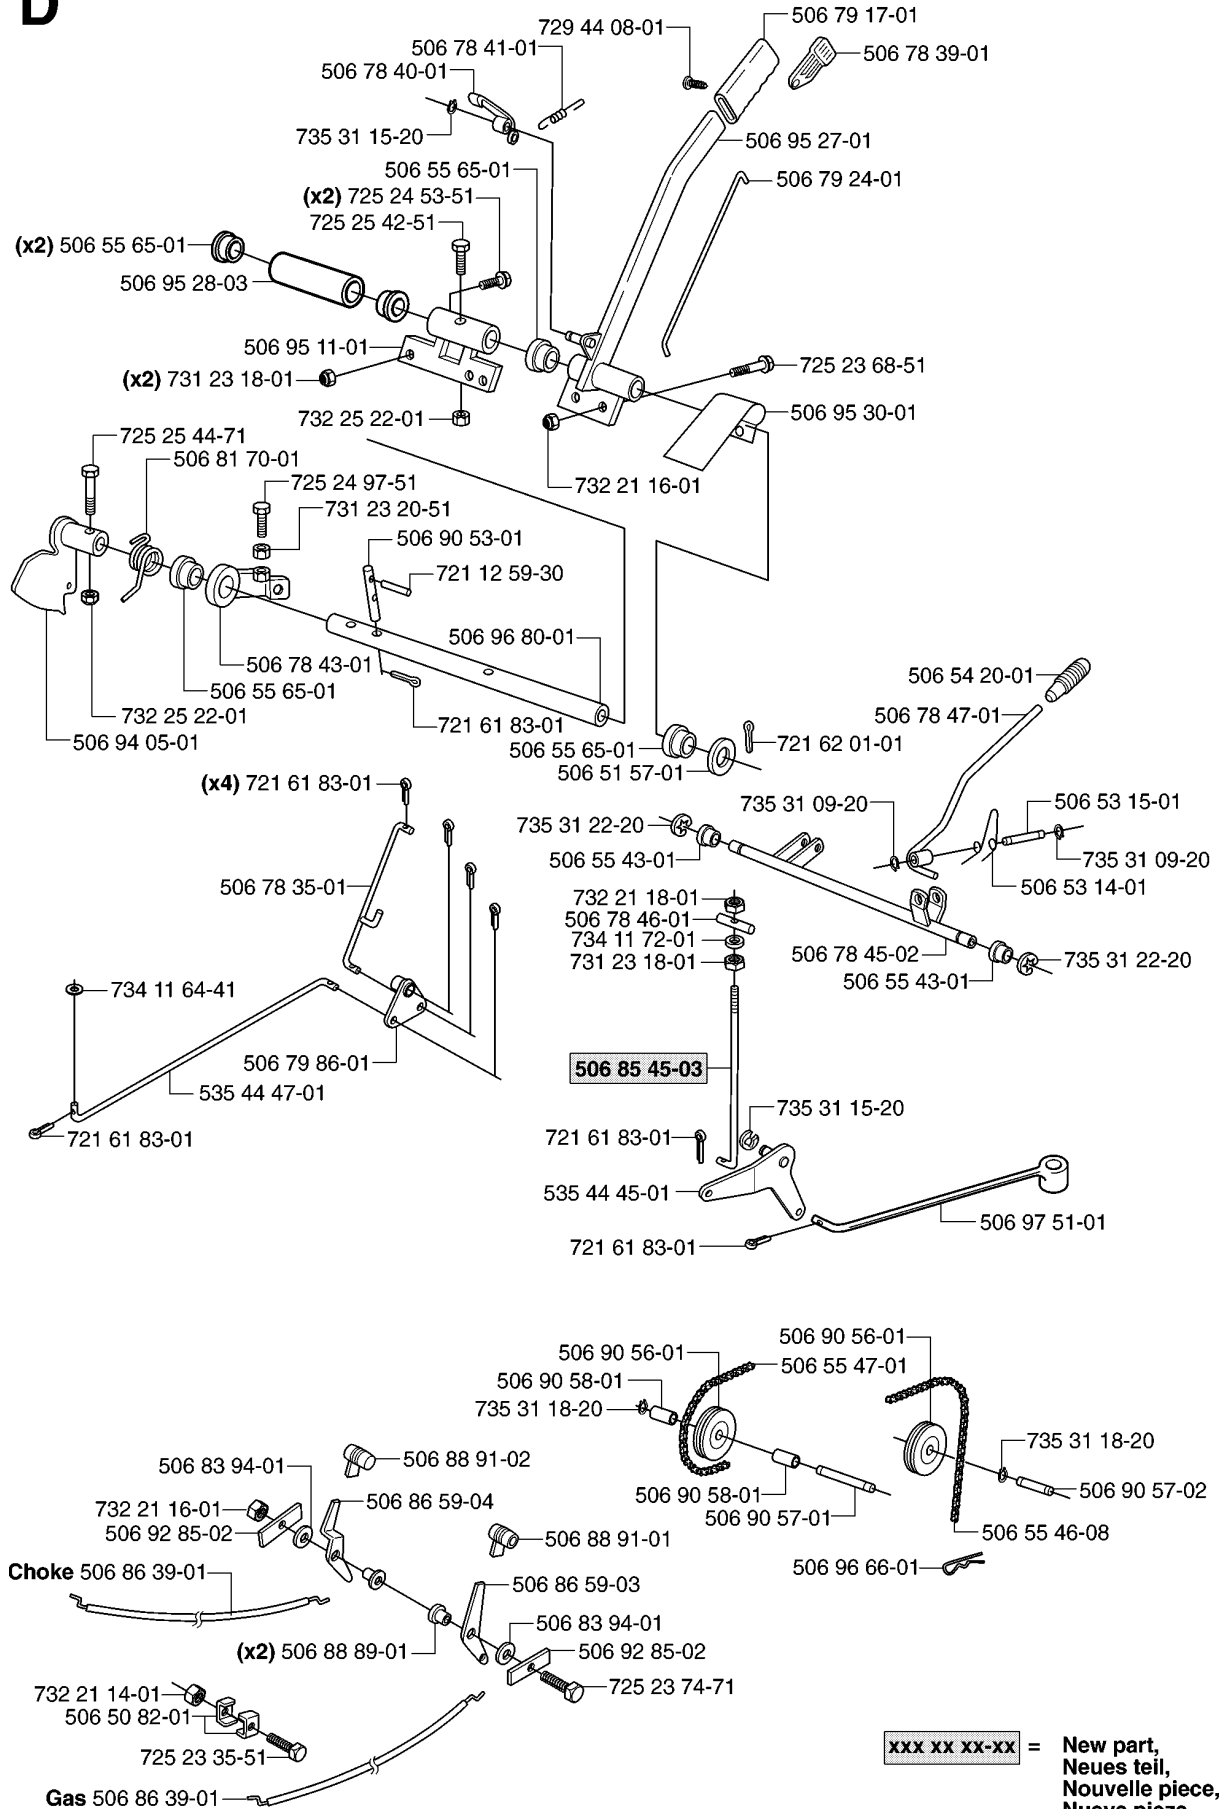 D
729 44 08-01
506 79 17-01
506 78 41-01
506 78 39-01
506 78 40-01
735 31 15-20
506 95 27-01
506 55 65-01
506 79 24-01
(x2) 725 24 53-51
725 25 42-51
(x2) 506 55 65-01
506 95 28-03
506 95 11-01
725 23 68-51
(x2) 731 23 18-01
506 95 30-01
732 25 22-01
725 25 44-71
506 81 70-01
725 24 97-51
732 21 16-01
731 23 20-51
506 90 53-01
721 12 59-30
506 96 80-01
506 78 43-01
506 54 20-01
506 55 65-01
732 25 22-01
721 61 83-01
506 78 47-01
506 94 05-01
506 55 65-01
721 62 01-01
506 51 57-01
(x4) 721 61 83-01
735 31 09-20
506 53 15-01
735 31 22-20
506 55 43-01
735 31 09-20
506 78 35-01
506 53 14-01
732 21 18-01
506 78 46-01
734 11 72-01
731 23 18-01
506 78 45-02
735 31 22-20
506 55 43-01
734 11 64-41
506 79 86-01
506 85 45-03
535 44 47-01
735 31 15-20
721 61 83-01
721 61 83-01
535 44 45-01
506 97 51-01
721 61 83-01
506 90 56-01
506 90 56-01
506 55 47-01
506 90 58-01
735 31 18-20
735 31 18-20
506 88 91-02
506 83 94-01
506 90 58-01
506 90 57-02
506 86 59-04
732 21 16-01
506 90 57-01
506 92 85-02
506 88 91-01
506 55 46-08
506 96 66-01
Choke 506 86 39-01
506 86 59-03
506 83 94-01
(x2) 506 88 89-01
506 92 85-02
725 23 74-71
732 21 14-01
506 50 82-01
725 23 35-51
Gas 506 86 39-01
xxx xx xx-xx = New part,
Neues teil,
Nouvelle piece,